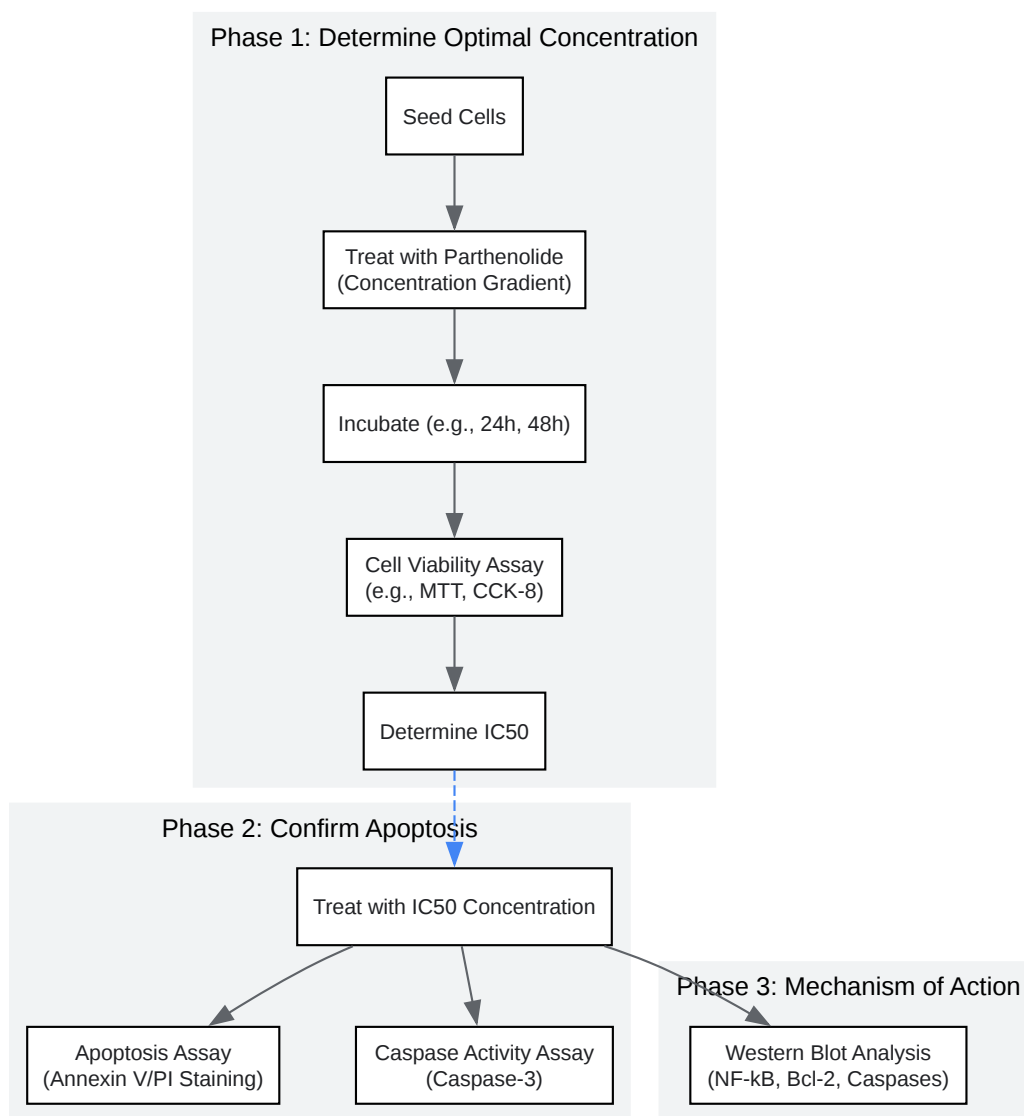 Phase 1: Determine Optimal Concentration
Seed Cells
Treat with Parthenolide
(Concentration Gradient)
Incubate (e.g., 24h, 48h)
Cell Viability Assay
(e.g., MTT, CCK-8)
Determine IC50
Phase 2: Confirm Apoptosis
Treat with IC50 Concentration
Apoptosis Assay
(Annexin V/PI Staining)
Caspase Activity Assay
(Caspase-3)
Phase 3: Mechanism of Action
Western Blot Analysis
(NF-kB, Bcl-2, Caspases)